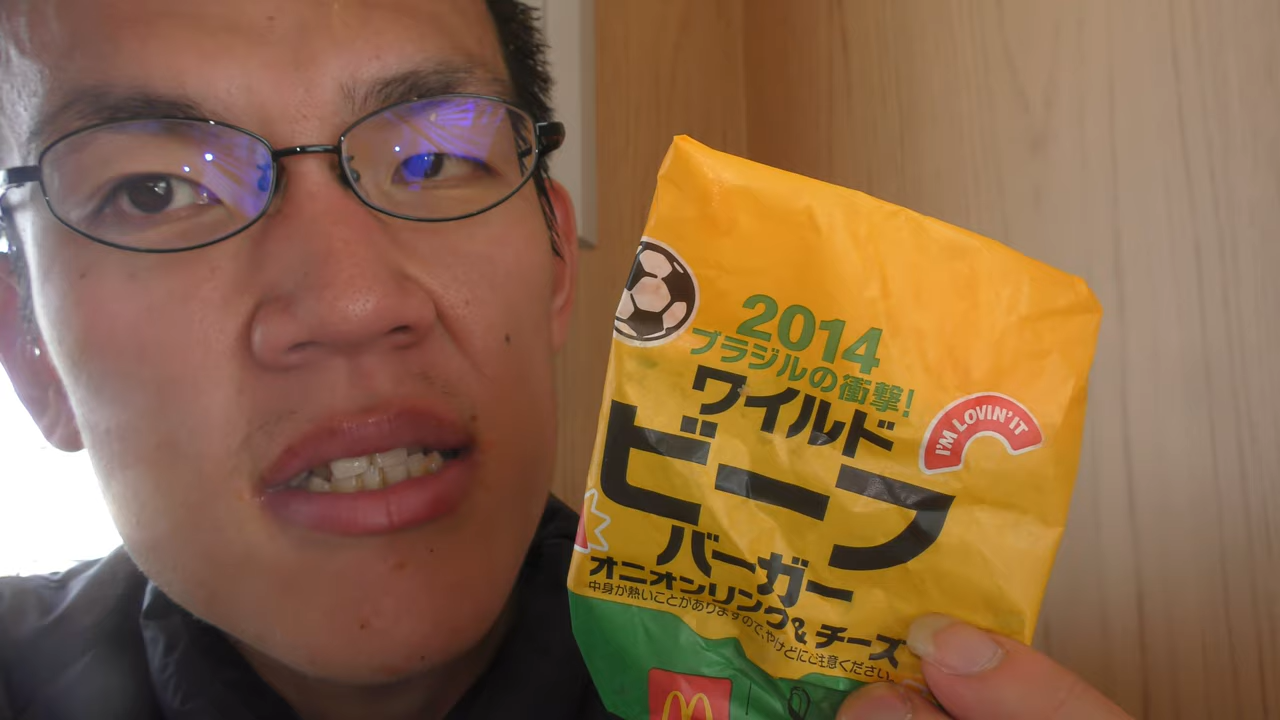 2014
ブラジルの衝撃!
ワイルド
ビーフ
バーガー
オニオンリング&チーズ
中身が熱いことがありますので、やけどにご注意ください。
I'M LOVIN' IT